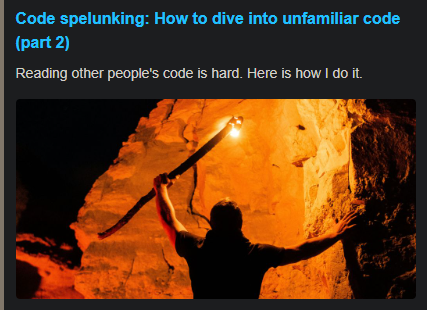 Code spelunking: How to dive into unfamiliar code
(part 2)
Reading other people's code is hard. Here is how I do it.